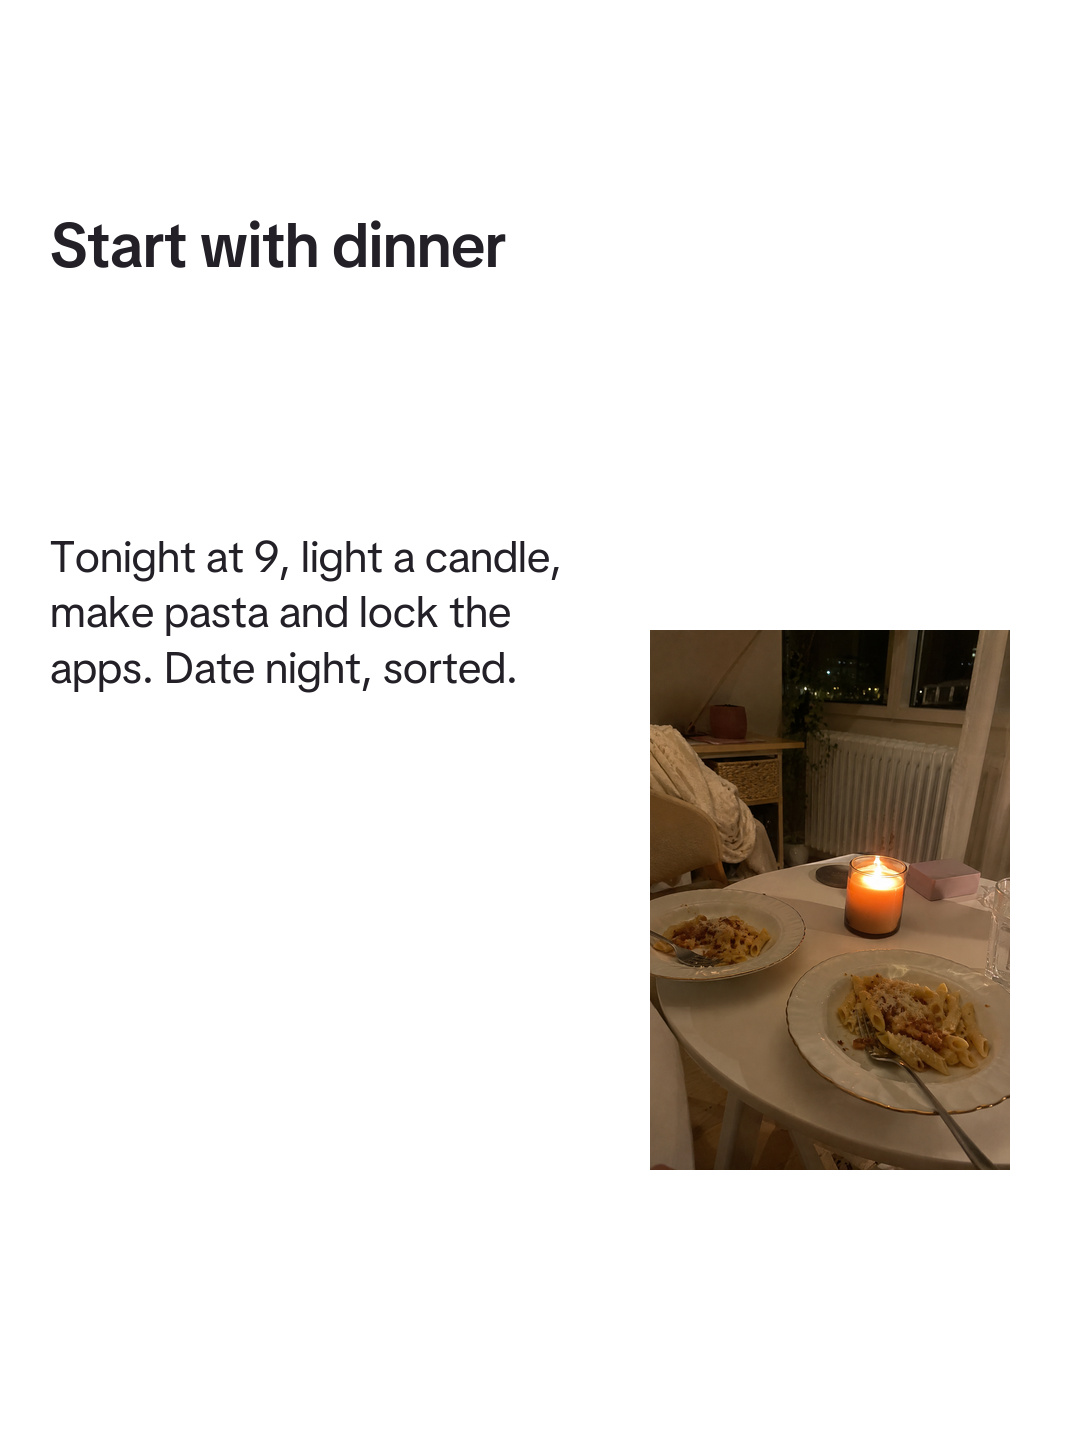 Start with dinner
Tonight at 9, light a candle,
make pasta and lock the
apps. Date night, sorted.